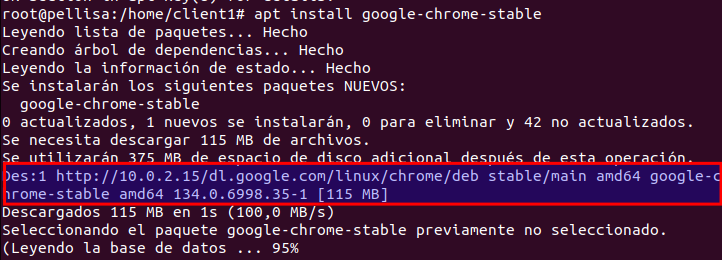 root@pellisa:/home/client1# apt install google-chrome-stable
Leyendo lista de paquetes... Hecho
Creando árbol de dependencias... Hecho
Leyendo la información de estado... Hecho
Se instalarán los siguientes paquetes NUEVOS:
  google-chrome-stable
0 actualizados, 1 nuevos se instalarán, 0 para eliminar y 42 no actualizados.
Se necesita descargar 115 MB de archivos.
Se utilizarán 375 MB de espacio de disco adicional después de esta operación.
Des:1 http://10.0.2.15/dl.google.com/linux/chrome/deb stable/main amd64 google-c
hrome-stable amd64 134.0.6998.35-1 [115 MB]
Descargados 115 MB en 1s (100,0 MB/s)
Seleccionando el paquete google-chrome-stable previamente no seleccionado.
(Leyendo la base de datos ... 95%